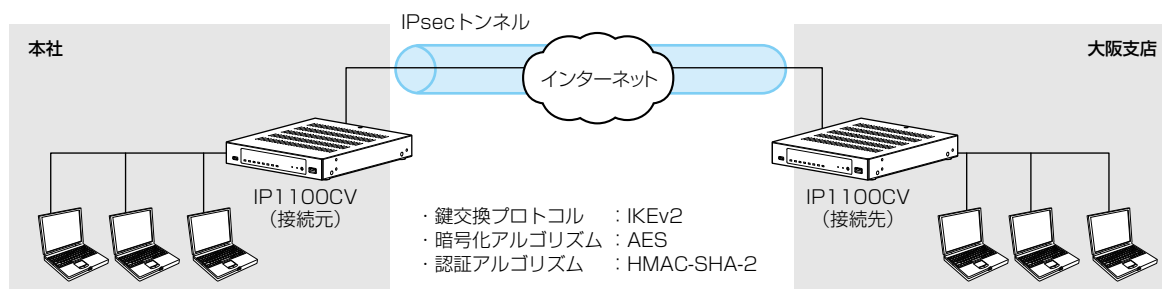 IPsecトンネル
本社
大阪支店
インターネット
IP1100CV
(接続元)
IP1100CV
(接続先)
・鍵交換プロトコル ：IKEv2
・暗号化アルゴリズム ：AES
・認証アルゴリズム ：HMAC-SHA-2